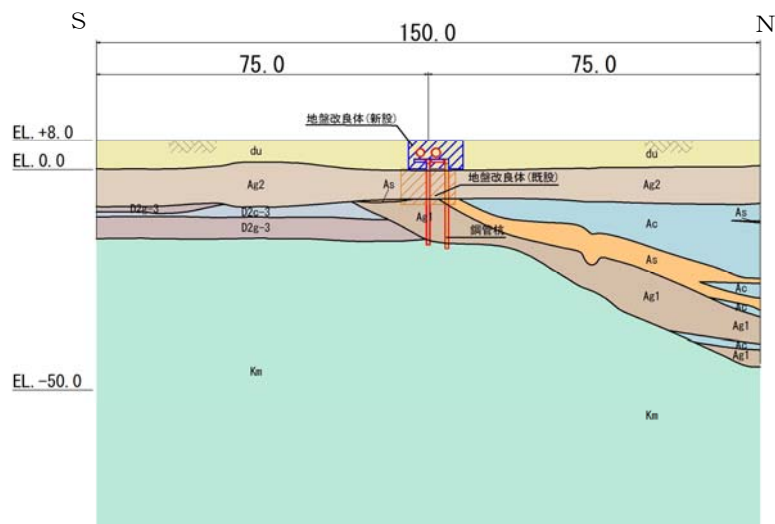 S
N
150.0
75.0
75.0
地盤改良体(新設)
EL.+8.0
du
du
EL.0.0
地盤改良体(既設)
As
Ag2
Ag2
D2g-3
D2c-3
Ag1
Ac
As
D2g-3
鋼管杭
As
Ac
Ag1
Ac
Ag1
Ac
Ag1
Km
EL.-50.0
Km